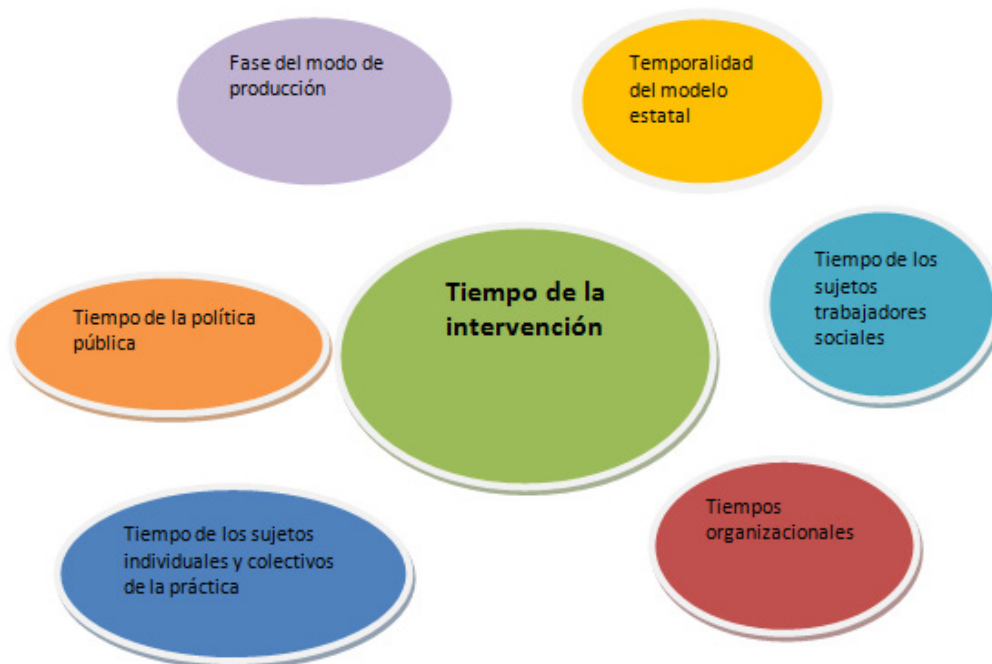 Fase del modo de
producción
Temporalidad
del modelo
estatal
Tiempo de la
intervención
Tiempo de los
sujetos
trabajadores
sociales
Tiempo de la política
pública
Tiempos
organizacionales
Tiempo de los sujetos
individuales y colectivos
de la práctica